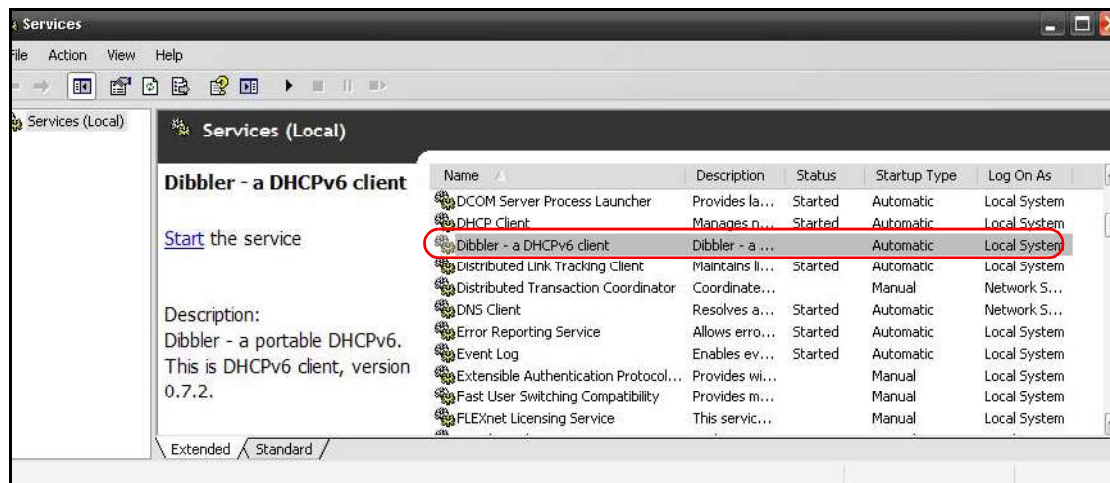 Services
File Action View Help
Services (Local)
Services (Local)
Dibbler - a DHCPv6 client
Start the service
Description:
Dibbler - a portable DHCPv6.
This is DHCPv6 client, version
0.7.2.
Name Description Status Startup Type Log On As
DCOM Server Process Launcher Provides la... Started Automatic Local System
DHCP Client Manages n... Started Automatic Local System
Dibbler - a DHCPv6 client Dibbler - a ... Automatic Local System
Distributed Link Tracking Client Maintains li... Started Automatic Local System
Distributed Transaction Coordinator Coordinate... Manual Network S...
DNS Client Resolves a... Started Automatic Network S...
Error Reporting Service Allows erro... Started Automatic Local System
Event Log Enables ev... Started Automatic Local System
Extensible Authentication Protocol... Provides wi... Manual Local System
Fast User Switching Compatibility Provides m... Manual Local System
FLEXnet Licensing Service This servic... Manual Local System
Extended Standard